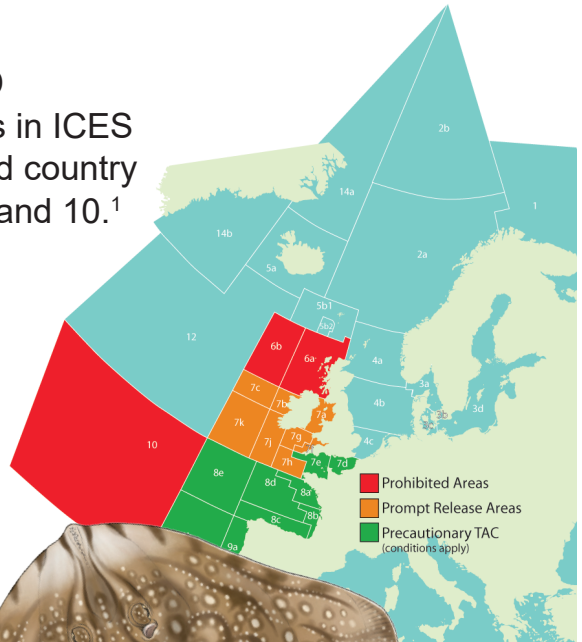 s in ICES
d country
and 10.¹
2b
14a
1
14b
2a
5a
5b1
5b2
12
6b
6a
4a
7c
7b
7a
3a
4b
3b
3c
3d
7k
7g
7j
4c
10
7h
7e
7d
8e
8d
8a
8b
8c
9a
Prohibited Areas
Prompt Release Areas
Precautionary TAC
(conditions apply)